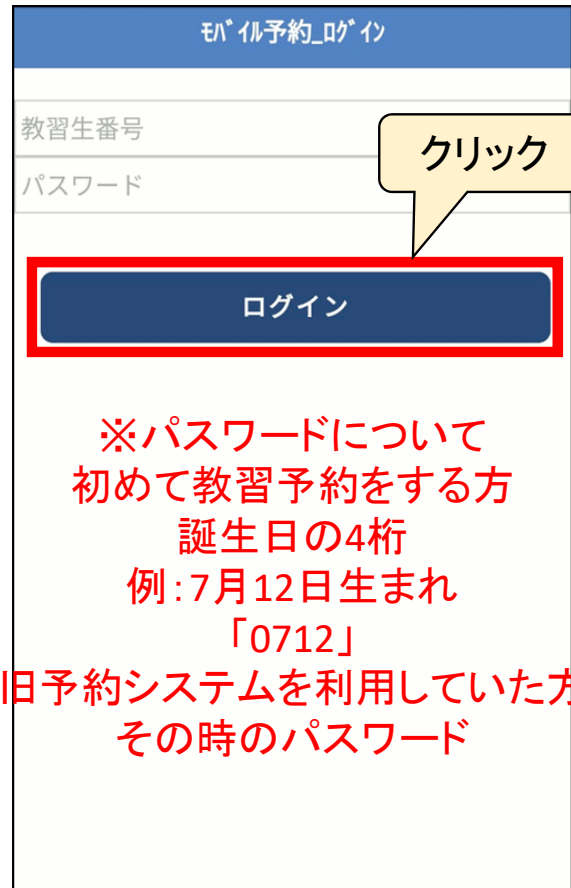 ﾓﾊﾞｲﾙ予約_ﾛｸﾞｲﾝ
教習生番号
クリック
パスワード
ログイン
※パスワードについて
初めて教習予約をする方
誕生日の4桁
例：7月12日生まれ
「0712」
旧予約システムを利用していた方
その時のパスワード